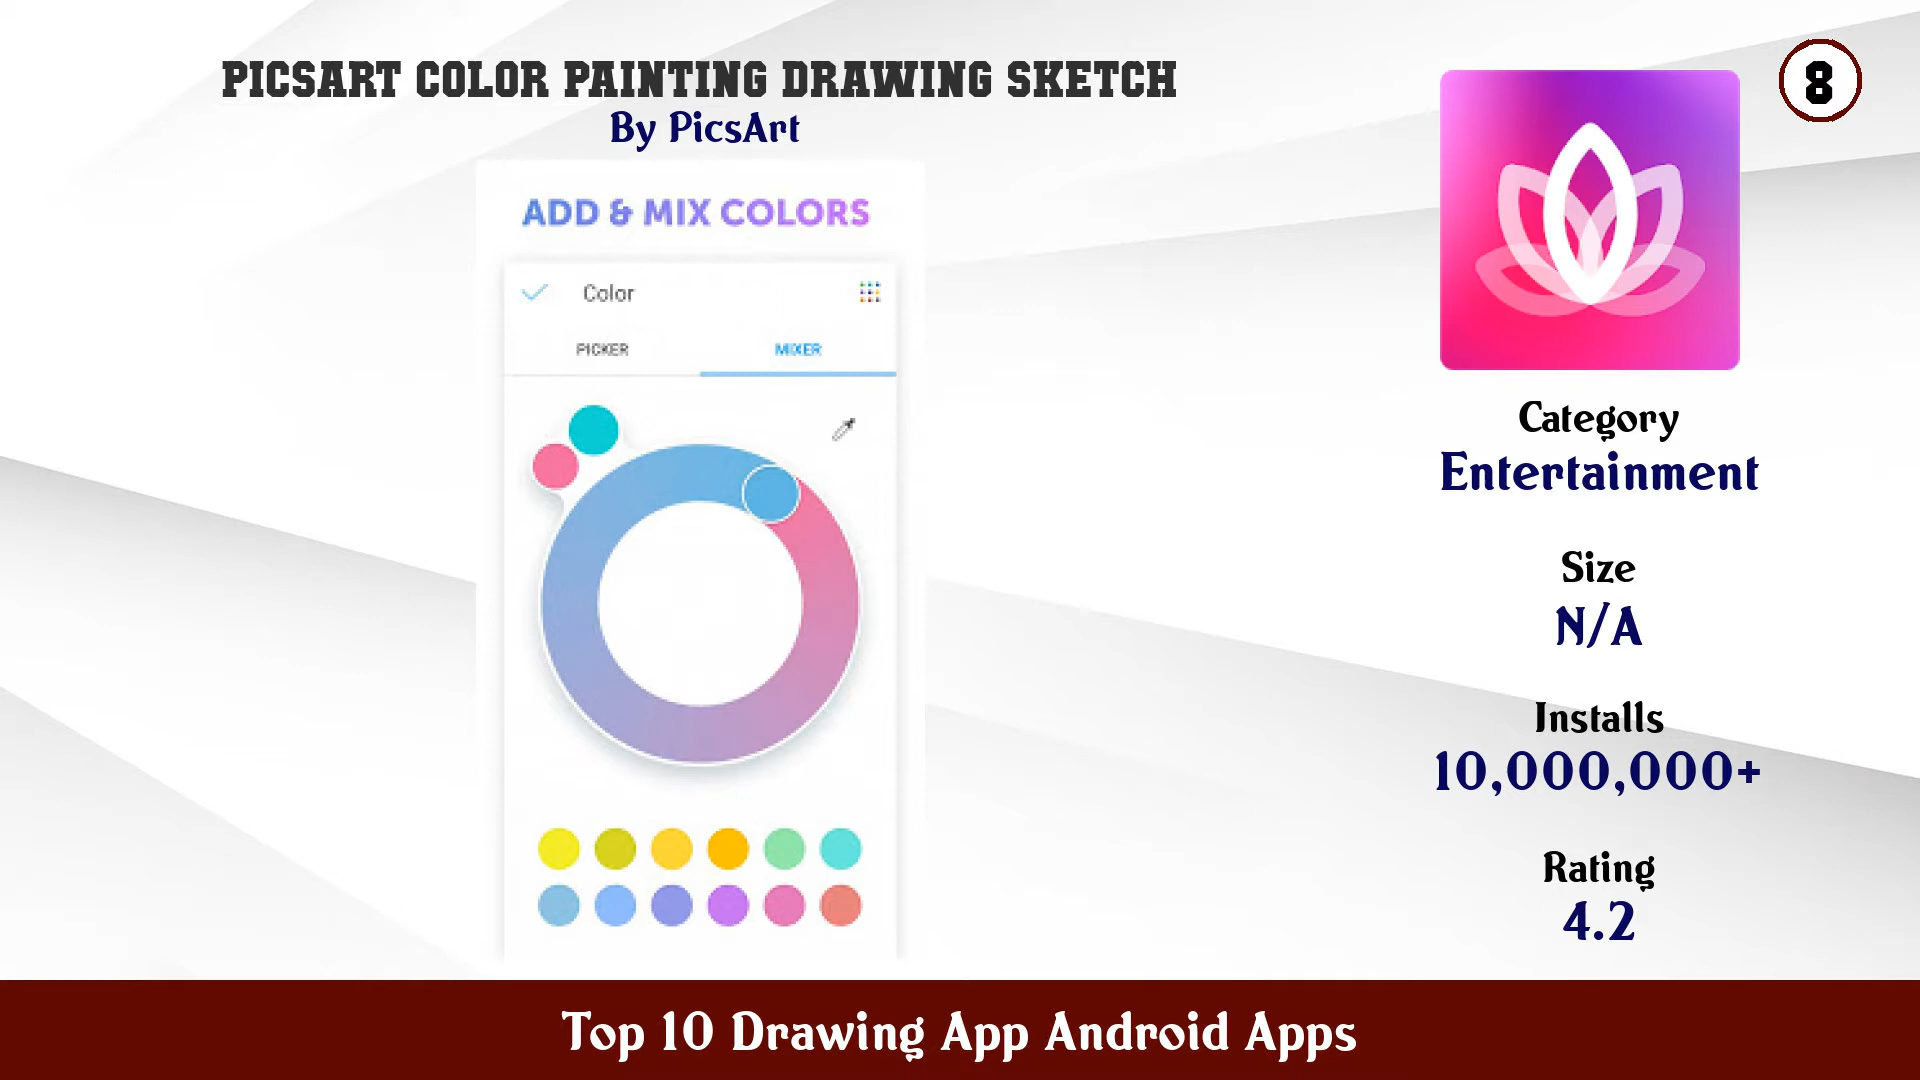 PICSART COLOR PAINTING DRAWING SKETCH
By PicsArt
8
ADD & MIX COLORS
Color
PICKER
MIXER
Category
Entertainment
Size
N/A
Installs
10,000,000+
Rating
4.2
Top 10 Drawing App Android Apps